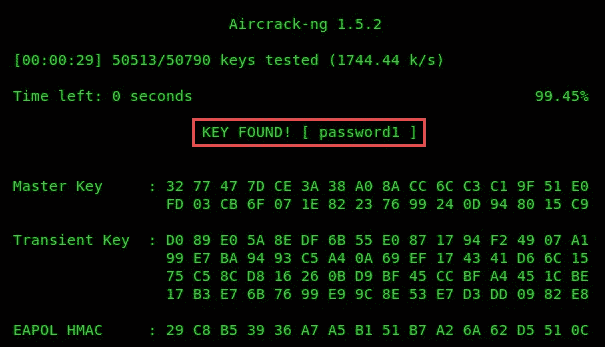 Aircrack-ng 1.5.2
[00:00:29] 50513/50790 keys tested (1744.44 k/s)
Time left: 0 seconds 99.45%
KEY FOUND! [ password1 ]
Master Key : 32 77 47 7D CE 3A 38 A0 8A CC 6C C3 C1 9F 51 E0
FD 03 CB 6F 07 1E 82 23 76 99 24 0D 94 80 15 C9
Transient Key : D0 89 E0 5A 8E DF 6B 55 E0 87 17 94 F2 49 07 A1
99 E7 BA 94 93 C5 A4 0A 69 EF 17 43 41 D6 6C 15
75 C5 8C D8 16 26 0B D9 BF 45 CC BF A4 45 1C BE
17 B3 E7 6B 76 99 E9 9C 8E 53 E7 D3 DD 09 82 E8
EAPOL HMAC : 29 C8 B5 39 36 A7 A5 B1 51 B7 A2 6A 62 D5 51 0C